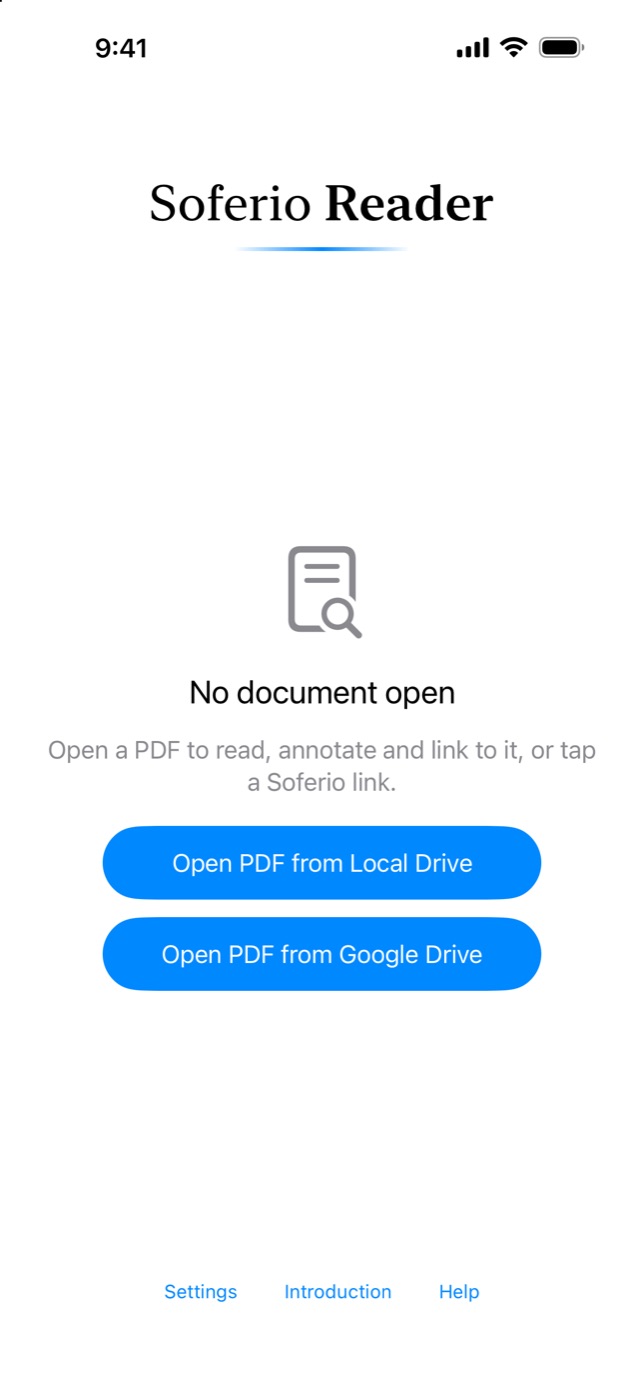 9:41
Soferio Reader
No document open
Open a PDF to read, annotate and link to it, or tap
a Soferio link.
Open PDF from Local Drive
Open PDF from Google Drive
Settings Introduction Help